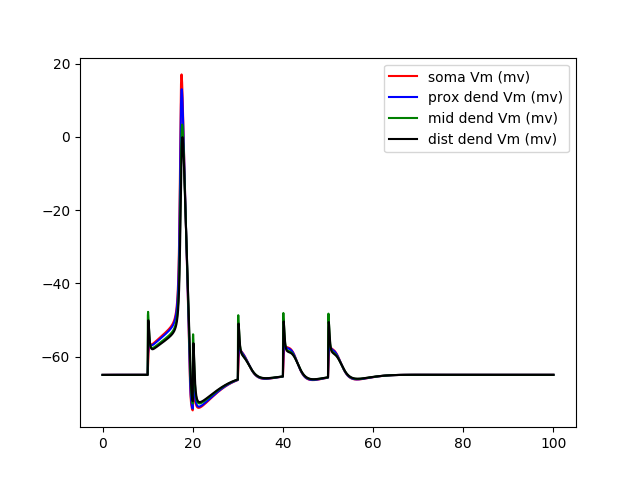 20
0
−20
−40
−60
0
20
40
60
80
100
soma Vm (mv)
prox dend Vm (mv)
mid dend Vm (mv)
dist dend Vm (mv)